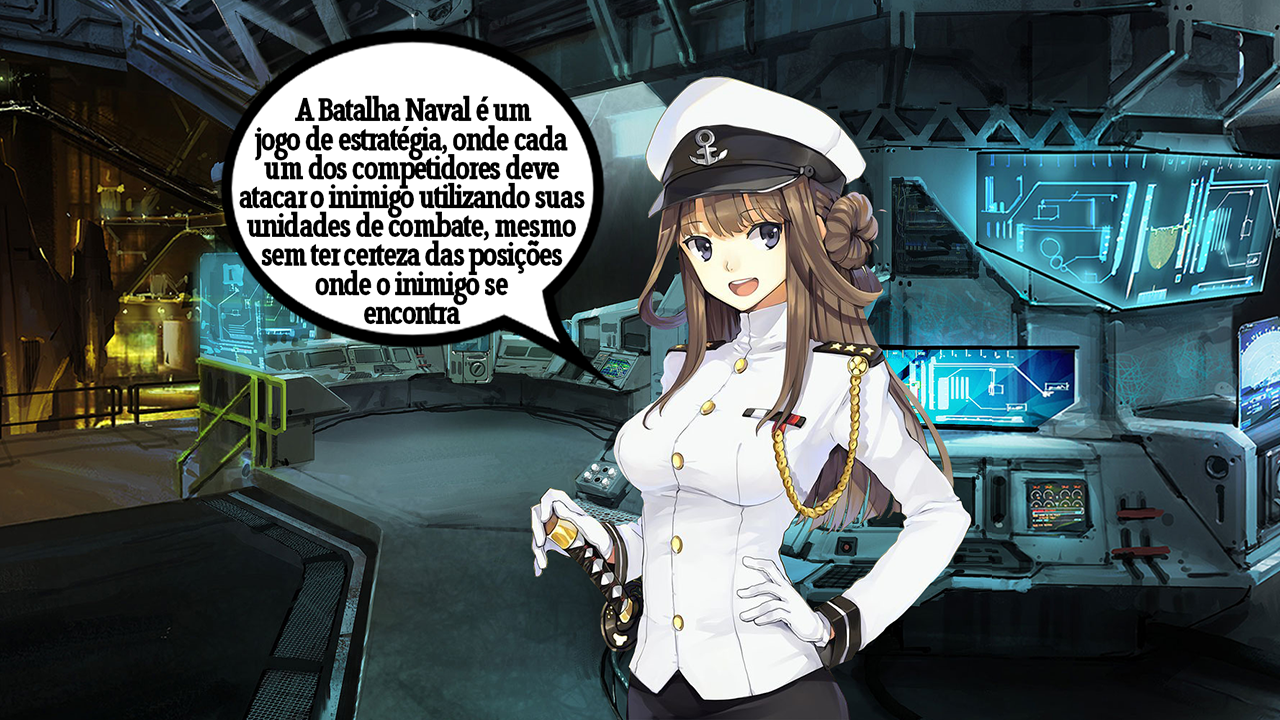 A Batalha Naval é um
jogo de estratégia, onde cada
um dos competidores deve
atacar o inimigo utilizando suas
unidades de combate, mesmo
sem ter certeza das posições
onde o inimigo se
encontra